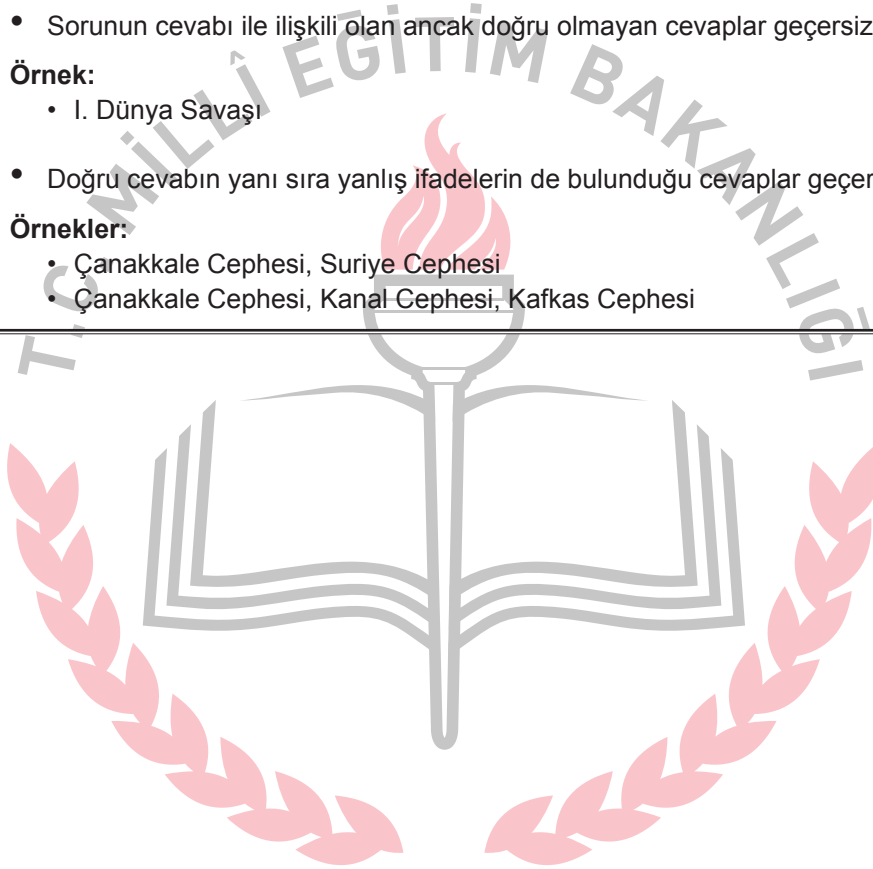 • Sorunun cevabı ile ilişkili olan ancak doğru olmayan cevaplar geçersiz
Örnek:
• I. Dünya Savaşı
• Doğru cevabın yanı sıra yanlış ifadelerin de bulunduğu cevaplar
Örnekler:
• Çanakkale Cephesi, Suriye Cephesi
• Çanakkale Cephesi, Kanal Cephesi, Kafkas Cephesi
T.C. MİLLÎ EĞİTİM BAKANLIĞI